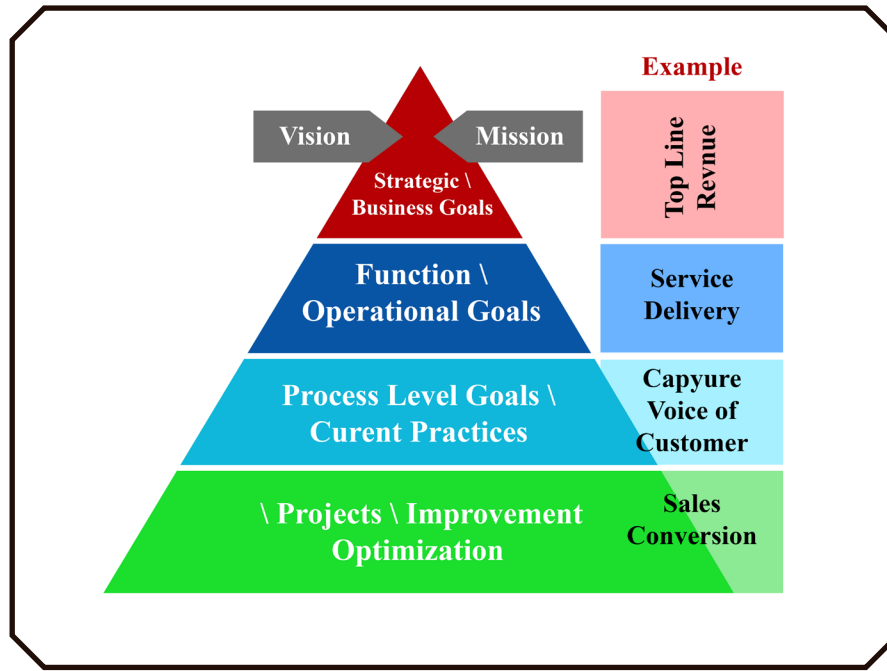 Example
Vision
Mission
Strategic \
Business Goals
Top Line
Revnue
Function \
Operational Goals
Service
Delivery
Process Level Goals \
Curent Practices
Capyure
Voice of
Customer
\ Projects \ Improvement
Optimization
Sales
Conversion